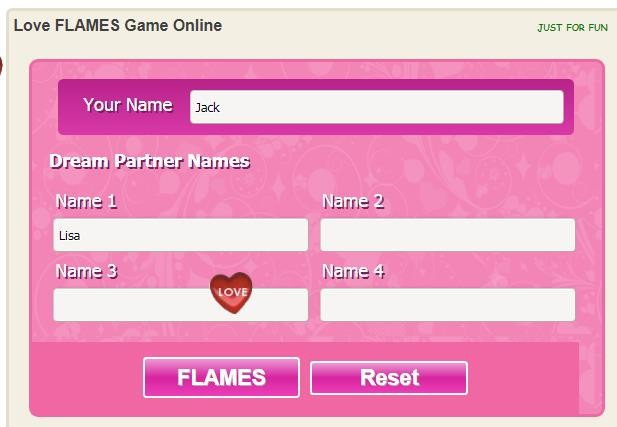 Love FLAMES Game Online
JUST FOR FUN
Your Name Jack
Dream Partner Names
Name 1 Name 2
Lisa
Name 3 Name 4
LOVE
FLAMES Reset